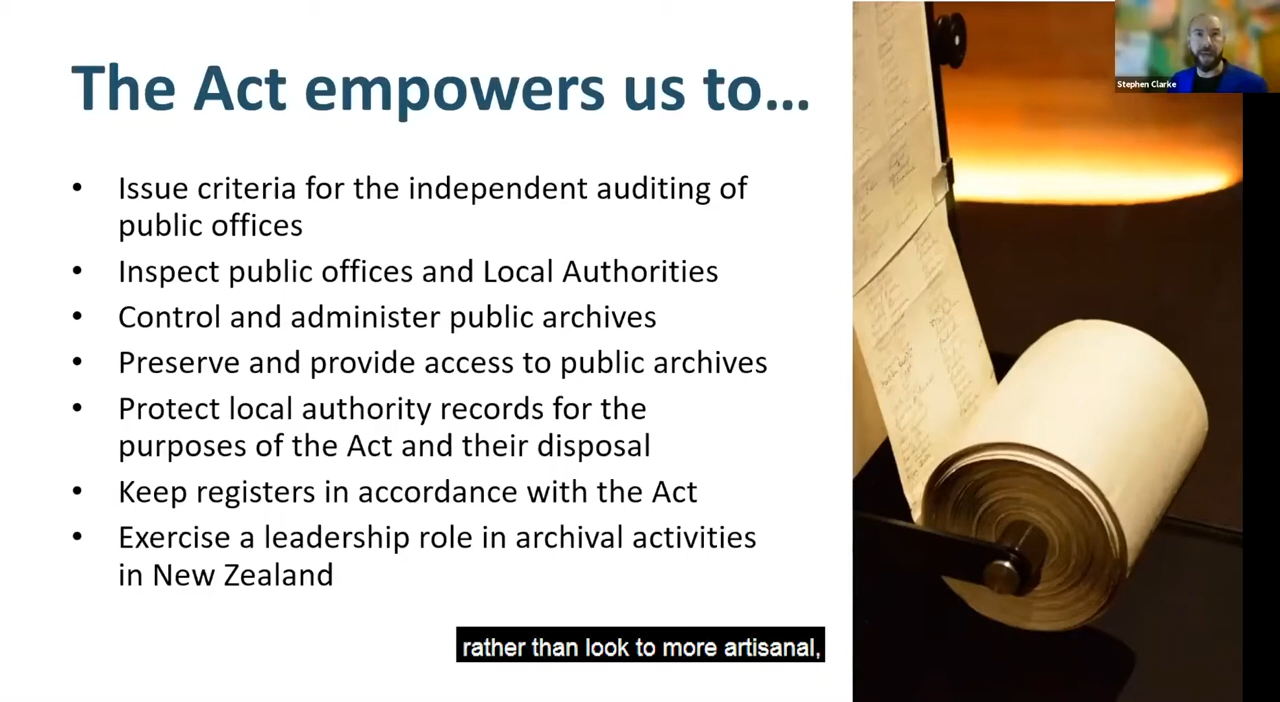 The Act empowers us to...
• Issue criteria for the independent auditing of
public offices
• Inspect public offices and Local Authorities
• Control and administer public archives
• Preserve and provide access to public archives
• Protect local authority records for the
purposes of the Act and their disposal
• Keep registers in accordance with the Act
• Exercise a leadership role in archival activities
in New Zealand
Stephen Clarke
rather than look to more artisanal,